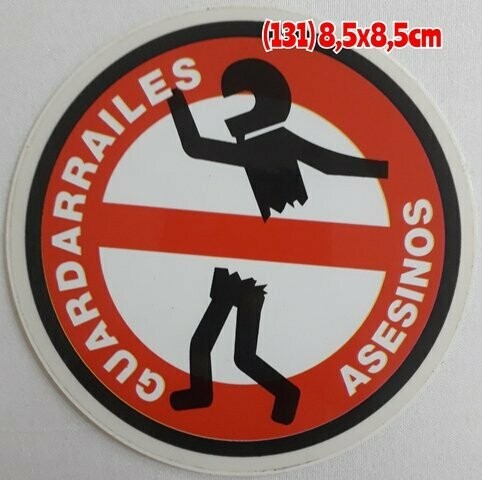 (131) 8,5x8,5cm
GUARDARRAILES
ASESINOS